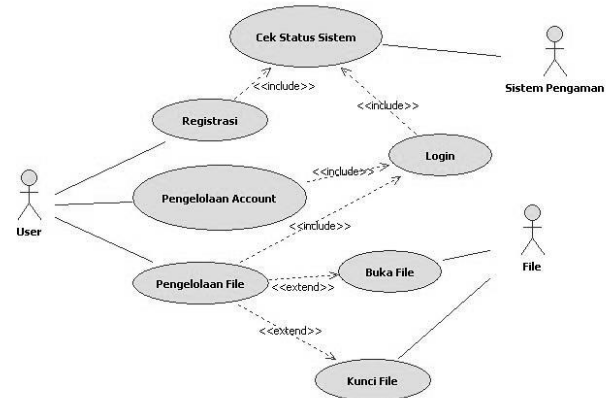 Cek Status Sistem
Sistem Pengaman
<<include>>
<<include>>
Registrasi
Login
<<include>>
Pengelolaan Account
User
<<include>>
File
Pengelolaan File
Buka File
<<extend>>
<<extend>>
Kunci File